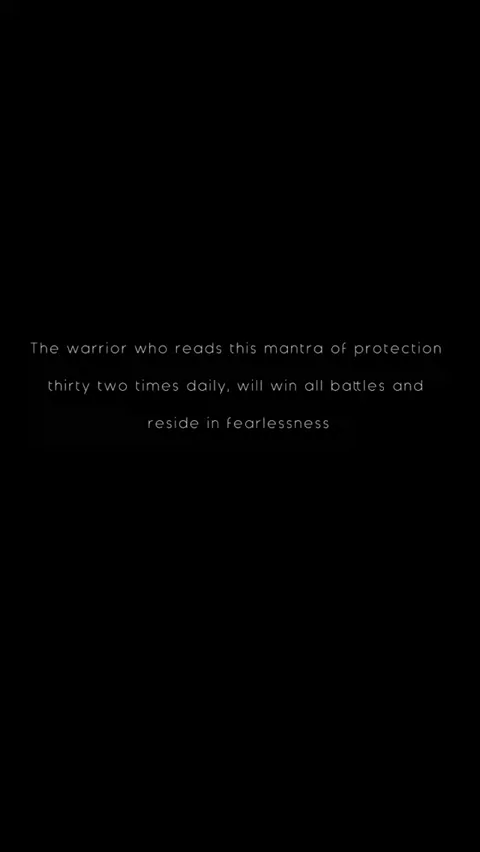 The warrior who reads this mantra of protection
thirty two times daily, will win all battles and
reside in fearlessness